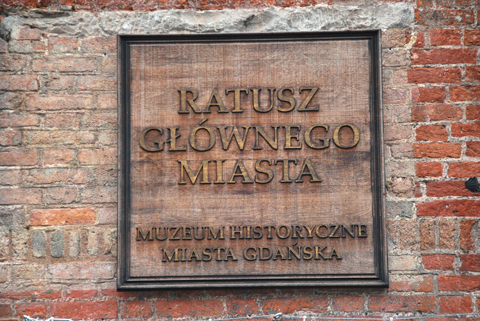 RATUSZ
GŁÓWNEGO
MIASTA
MUZEUM HISTORYCZNE
MIASTA GDAŃSKA